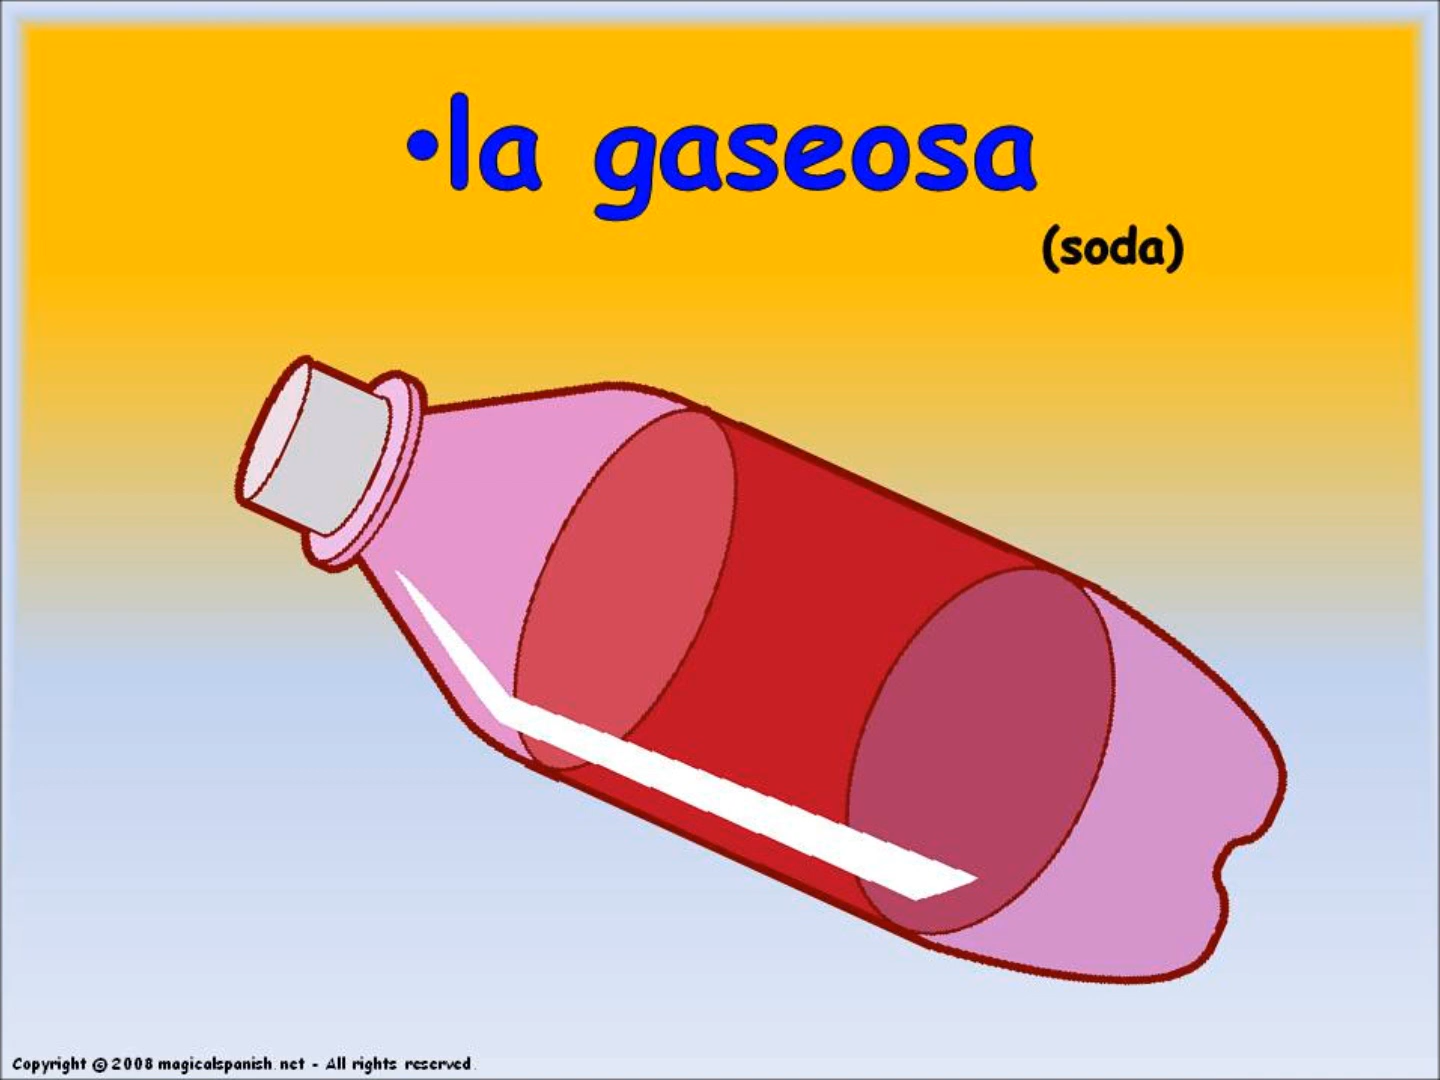 •la gaseosa
(soda)
Copyright © 2008 magicalspanish.net - All rights reserved.